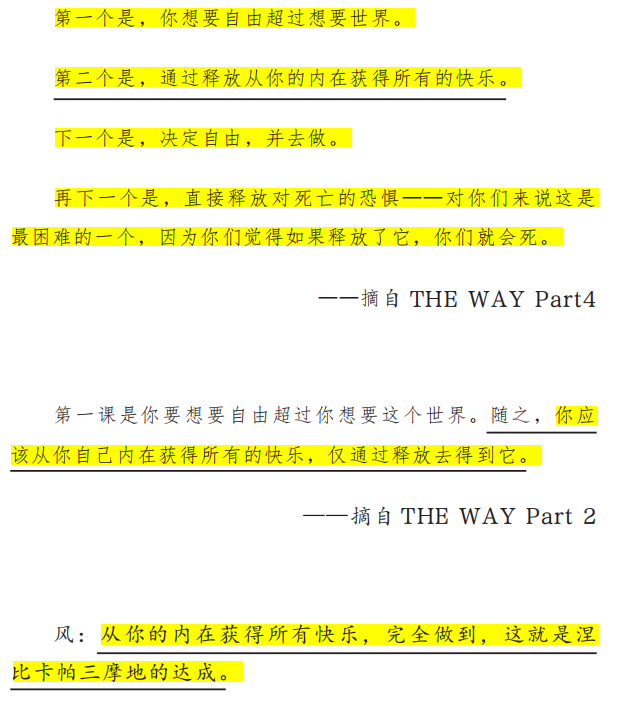 第一个是，你想要自由超过想要世界。
第二个是，通过释放从你的内在获得所有的快乐。
下一个是，决定自由，并去做。
再下一个是，直接释放对死亡的恐惧——对你们来说这是
最困难的一个，因为你们觉得如果释放了它，你们就会死。
——摘自 THE WAY Part4
第一课是你要想要自由超过你想要这个世界。随之，你应
该从你自己内在获得所有的快乐，仅通过释放去得到它。
——摘自 THE WAY Part 2
风：从你的内在获得所有快乐，完全做到，这就是涅
比卡帕三摩地的达成。